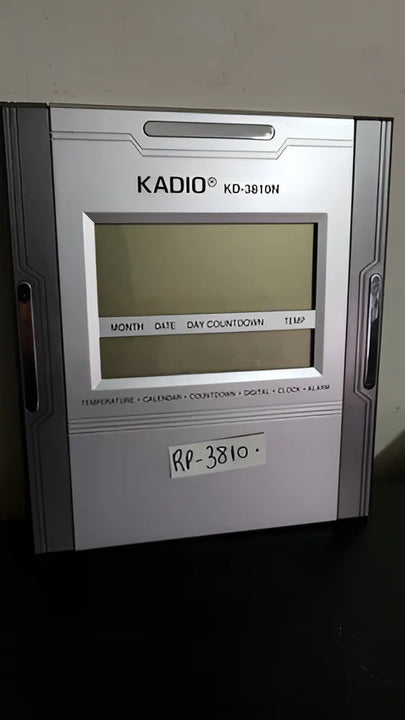 KADIO® KD-3810N
MONTH DATE DAY COUNTDOWN TEMP
TEMPERATURE • CALENDAR • COUNTDOWN • DIGITAL • CLOCK • ALARM
RP-3810.